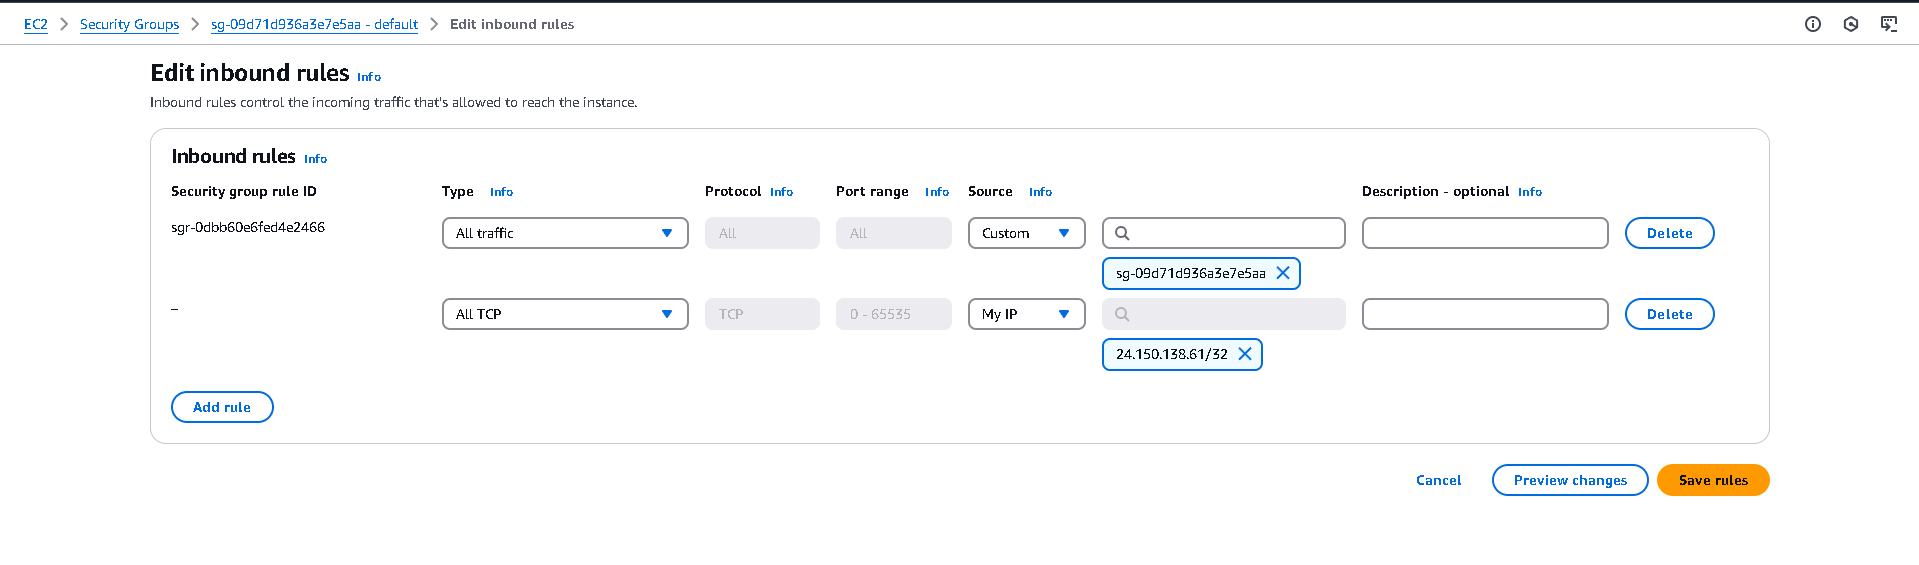 EC2 > Security Groups > sg-09d71d936a3e7e5aa - default > Edit inbound rules
Edit inbound rules Info
Inbound rules control the incoming traffic that's allowed to reach the instance.
Inbound rules Info
Security group rule ID Type Info Protocol Info Port range Info Source Info Description - optional Info
sgr-0dbb60e6fed4e2466 All traffic All All Custom Delete
sg-09d71d936a3e7e5aa
– All TCP TCP 0 - 65535 My IP Delete
24.150.138.61/32
Add rule
Cancel Preview changes Save rules